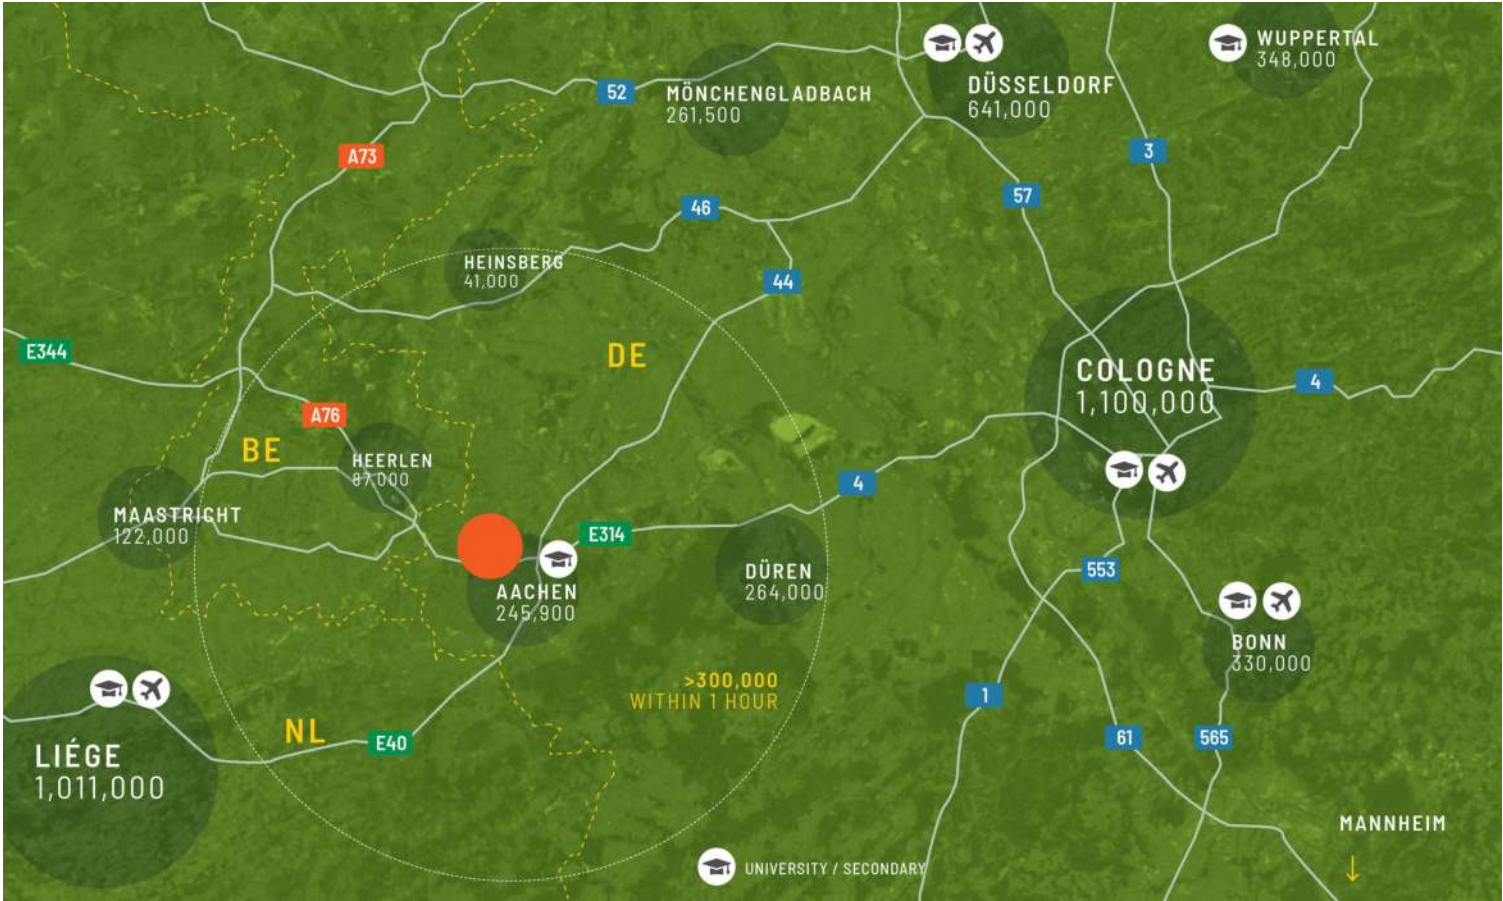 WUPPERTAL
348,000
DÜSSELDORF
641,000
52
MÖNCHENGLADBACH
261,500
A73
3
57
46
HEINSBERG
41,000
44
E344
DE
COLOGNE
1,100,000
4
A76
BE
HEERLEN
87,000
4
MAASTRICHT
122,000
E314
AACHEN
245,900
DÜREN
264,000
553
BONN
330,000
>300,000
WITHIN 1 HOUR
1
NL
E40
61
565
LIÉGE
1,011,000
MANNHEIM
UNIVERSITY / SECONDARY